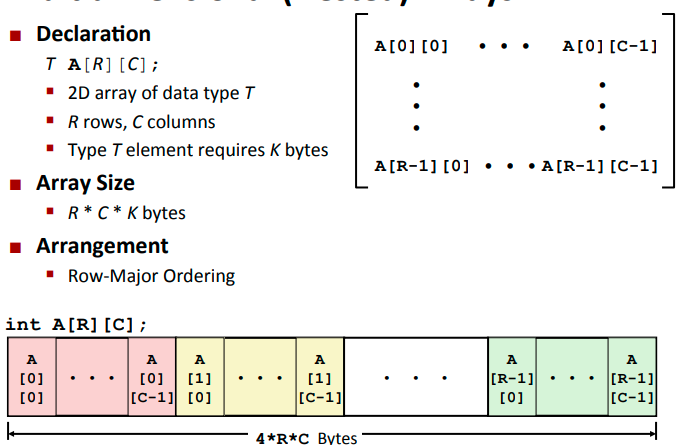 Declaration
T A[R][C];
2D array of data type T
R rows, C columns
Type T element requires K bytes
Array Size
R * C * K bytes
Arrangement
Row-Major Ordering
A[0][0] • • • A[0][C-1]
•
•
•
•
•
•
A[R-1][0] • • • A[R-1][C-1]
int A[R][C];
A A A A A A
[0] • • • [0] [1] • • • [1] • • • [R-1] • • • [R-1]
[0] [C-1] [0] [C-1] [0] [C-1]
4*R*C Bytes